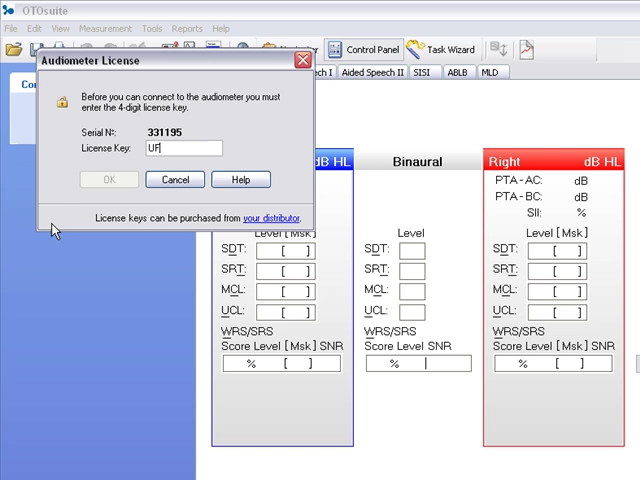 OTOsuite
File Edit View Measurement Tools Reports Help
Control Panel Task Wizard
Audiometer License
Aided Speech II SISI ABLB MLD
Before you can connect to the audiometer you must
enter the 4-digit license key.
Serial Nº: 331195
License Key: UF
OK Cancel Help
License keys can be purchased from your distributor.
dB HL Binaural Right dB HL
PTA-AC: dB
PTA-BC: dB
SII: %
Level [Msk] Level Level [Msk]
SDT: [ ] SDT: SDT: [ ]
SRT: [ ] SRT: SRT: [ ]
MCL: [ ] MCL: MCL: [ ]
UCL: [ ] UCL: UCL: [ ]
WRS/SRS WRS/SRS WRS/SRS
Score Level [Msk] SNR Score Level SNR Score Level [Msk] SNR
% [ ] % % [ ]